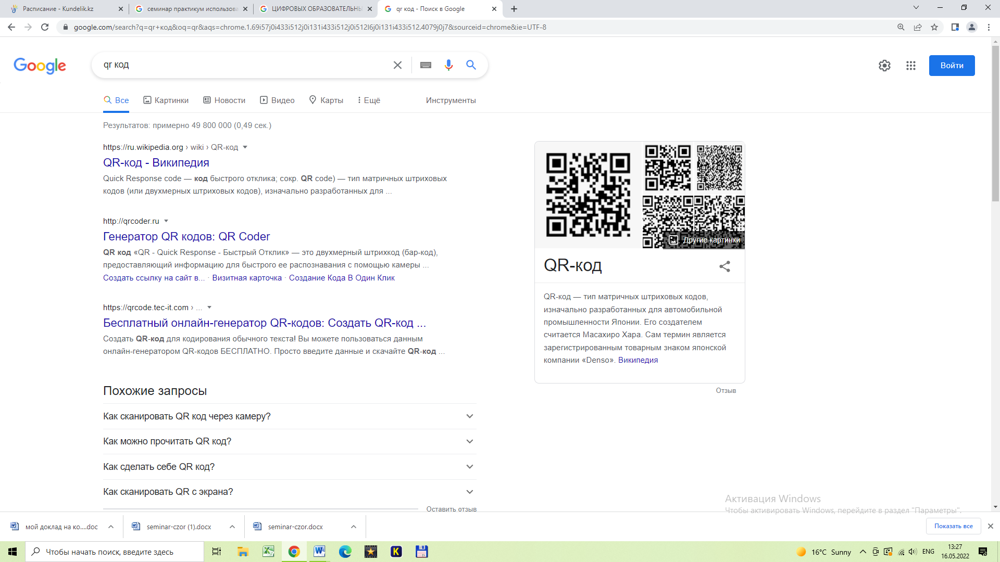 Расписание - Kundelik.kz
семинар практикум использова
ЦИФРОВЫХ ОБРАЗОВАТЕЛЬНЫ
qr код - Поиск в Google
google.com/search?q=qr+код&oq=qr&aqs=chrome.1.69i57j0i433i512j0i131i433i512j0i512l6j0i131i433i512.4079j0j7&sourceid=chrome&ie=UTF-8
Google
qr код
Войти
Все
Картинки
Новости
Видео
Карты
Ещё
Инструменты
Результатов: примерно 49 800 000 (0,49 сек.)
https://ru.wikipedia.org › wiki › QR-код
QR-код - Википедия
Quick Response code — код быстрого отклика; сокр. QR code) — тип матричных штриховых
кодов (или двухмерных штриховых кодов), изначально разработанных для ...
http://qrcoder.ru
Генератор QR кодов: QR Coder
QR код «QR - Quick Response - Быстрый Отклик» — это двухмерный штрихкод (бар-код),
предоставляющий информацию для быстрого ее распознавания с помощью камеры ...
Создать ссылку на сайт в... · Визитная карточка · Создание Кода В Один Клик
https://qrcode.tec-it.com › ...
Бесплатный онлайн-генератор QR-кодов: Создать QR-код ...
Создать QR-код для кодирования обычного текста! Вы можете пользоваться данным
онлайн-генератором QR-кодов БЕСПЛАТНО. Просто введите данные и скачайте QR-код ...
Похожие запросы
Как сканировать QR код через камеру?
Как можно прочитать QR код?
Как сделать себе QR код?
Как сканировать QR с экрана?
Оставить отзыв
Другие картинки
QR-код
QR-код — тип матричных штриховых кодов,
изначально разработанных для автомобильной
промышленности Японии. Его создателем
считается Масахиро Хара. Сам термин является
зарегистрированным товарным знаком японской
компании «Denso». Википедия
Отзыв
Активация Windows
Чтобы активировать Windows, перейдите в раздел "Параметры".
мой доклад на ко....doc
seminar-czor (1).docx
seminar-czor.docx
Показать все
Чтобы начать поиск, введите здесь
16°C Sunny
ENG
13:27
16.05.2022